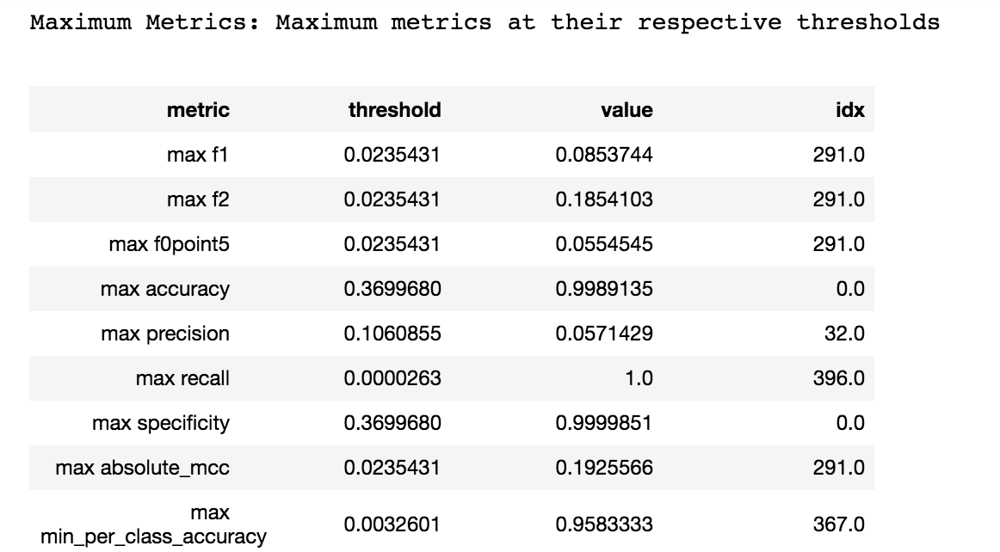 Maximum Metrics: Maximum metrics at their respective thresholds
metric threshold value idx
max f1 0.0235431 0.0853744 291.0
max f2 0.0235431 0.1854103 291.0
max f0point5 0.0235431 0.0554545 291.0
max accuracy 0.3699680 0.9989135 0.0
max precision 0.1060855 0.0571429 32.0
max recall 0.0000263 1.0 396.0
max specificity 0.3699680 0.9999851 0.0
max absolute_mcc 0.0235431 0.1925566 291.0
max
min_per_class_accuracy 0.0032601 0.9583333 367.0